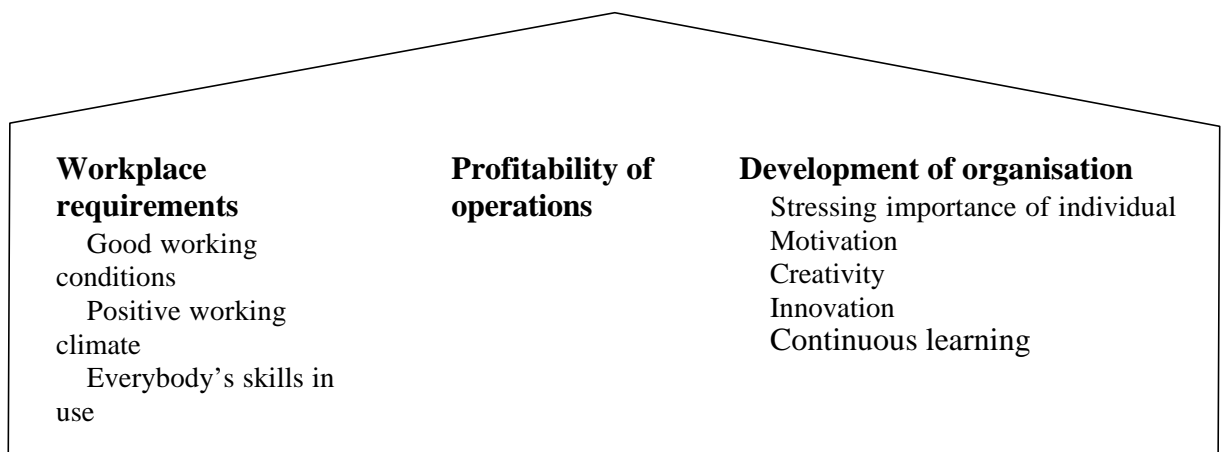 Workplace
requirements
Good working
conditions
Positive working
climate
Everybody’s skills in
use
Profitability of
operations
Development of organisation
Stressing importance of individual
Motivation
Creativity
Innovation
Continuous learning